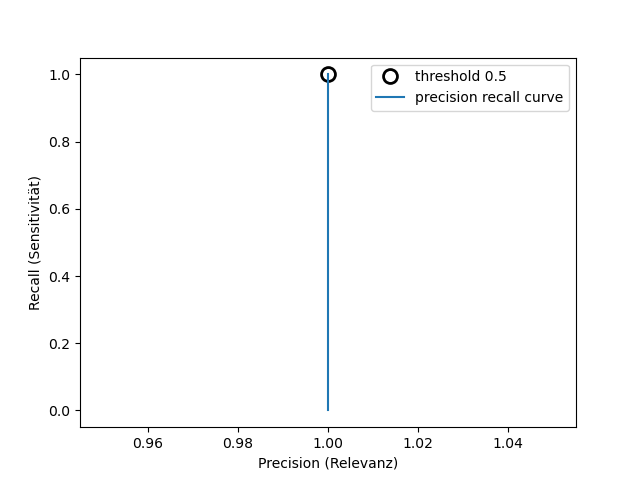 threshold 0.5
precision recall curve
1.0
0.8
0.6
0.4
0.2
0.0
Recall (Sensitivität)
0.96 0.98 1.00 1.02 1.04
Precision (Relevanz)